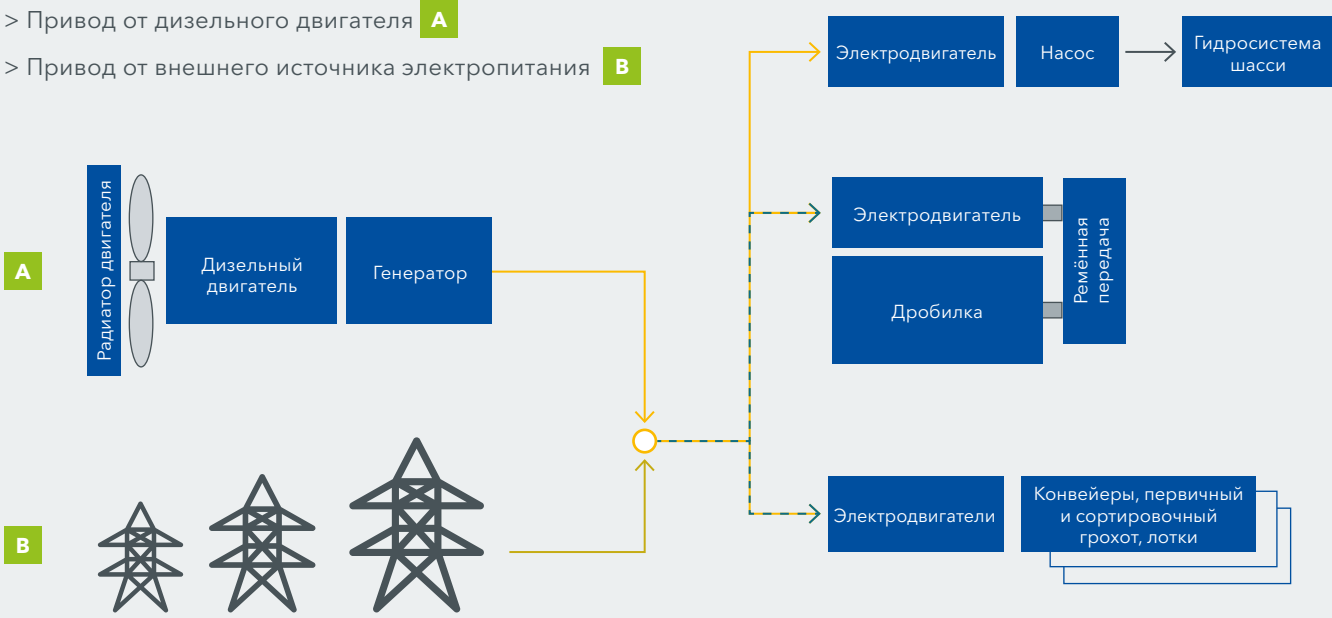 > Привод от дизельного двигателя A
> Привод от внешнего источника электропитания B
Электродвигатель
Насос
Гидросистема
шасси
A
Радиатор двигателя
Дизельный
двигатель
Генератор
Электродвигатель
Дробилка
Ремённая
передача
B
Электродвигатели
Конвейеры, первичный
и сортировочный
грохот, лотки